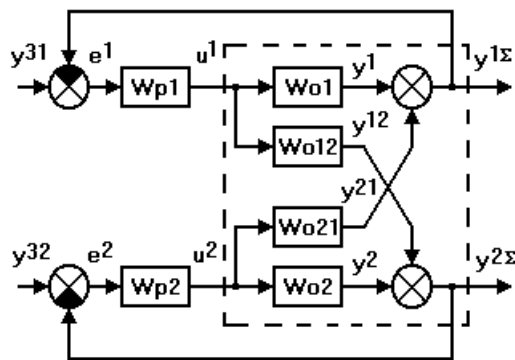 y31 e1 u1 y1 y1Σ
Wp1 Wo1
y12
Wo12
y21
Wo21
y32 e2 u2 y2 y2Σ
Wp2 Wo2